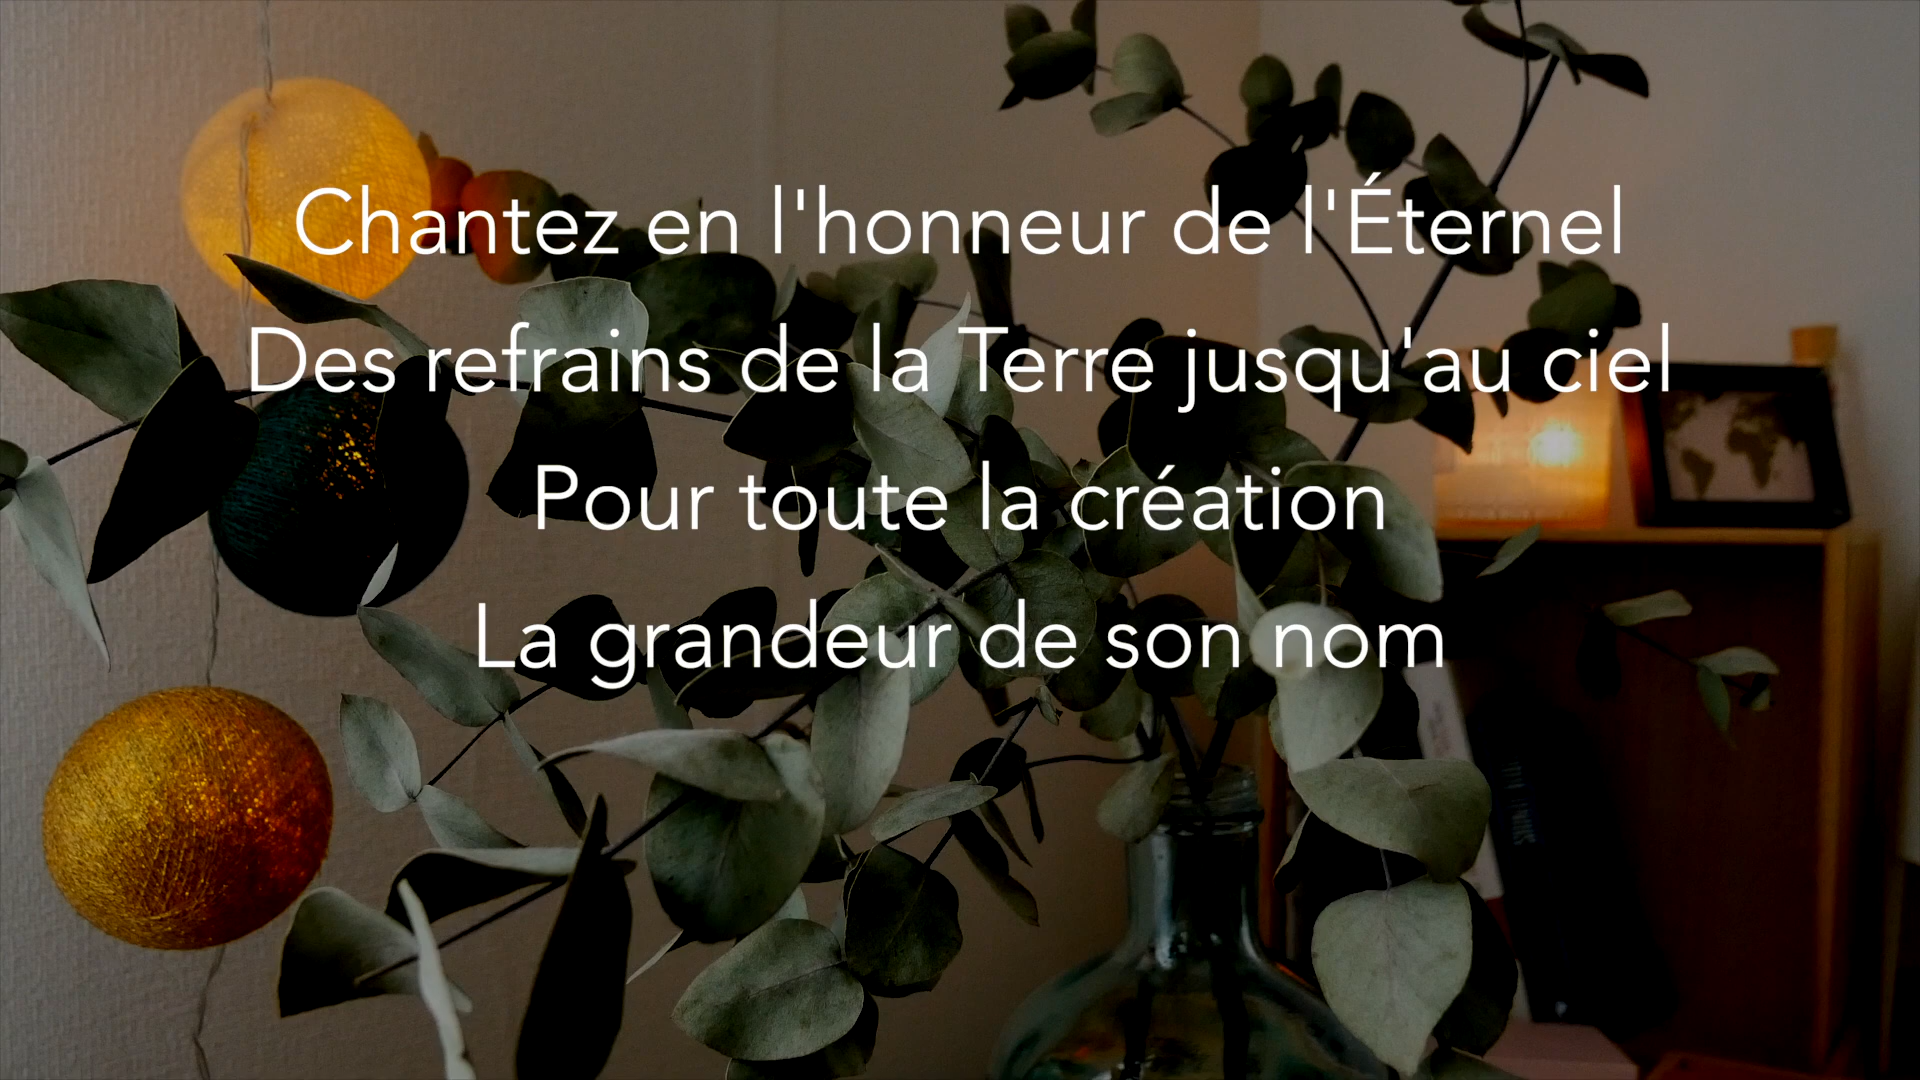 Chantez en l'honneur de l'Éternel
Des refrains de la Terre jusqu'au ciel
Pour toute la création
La grandeur de son nom